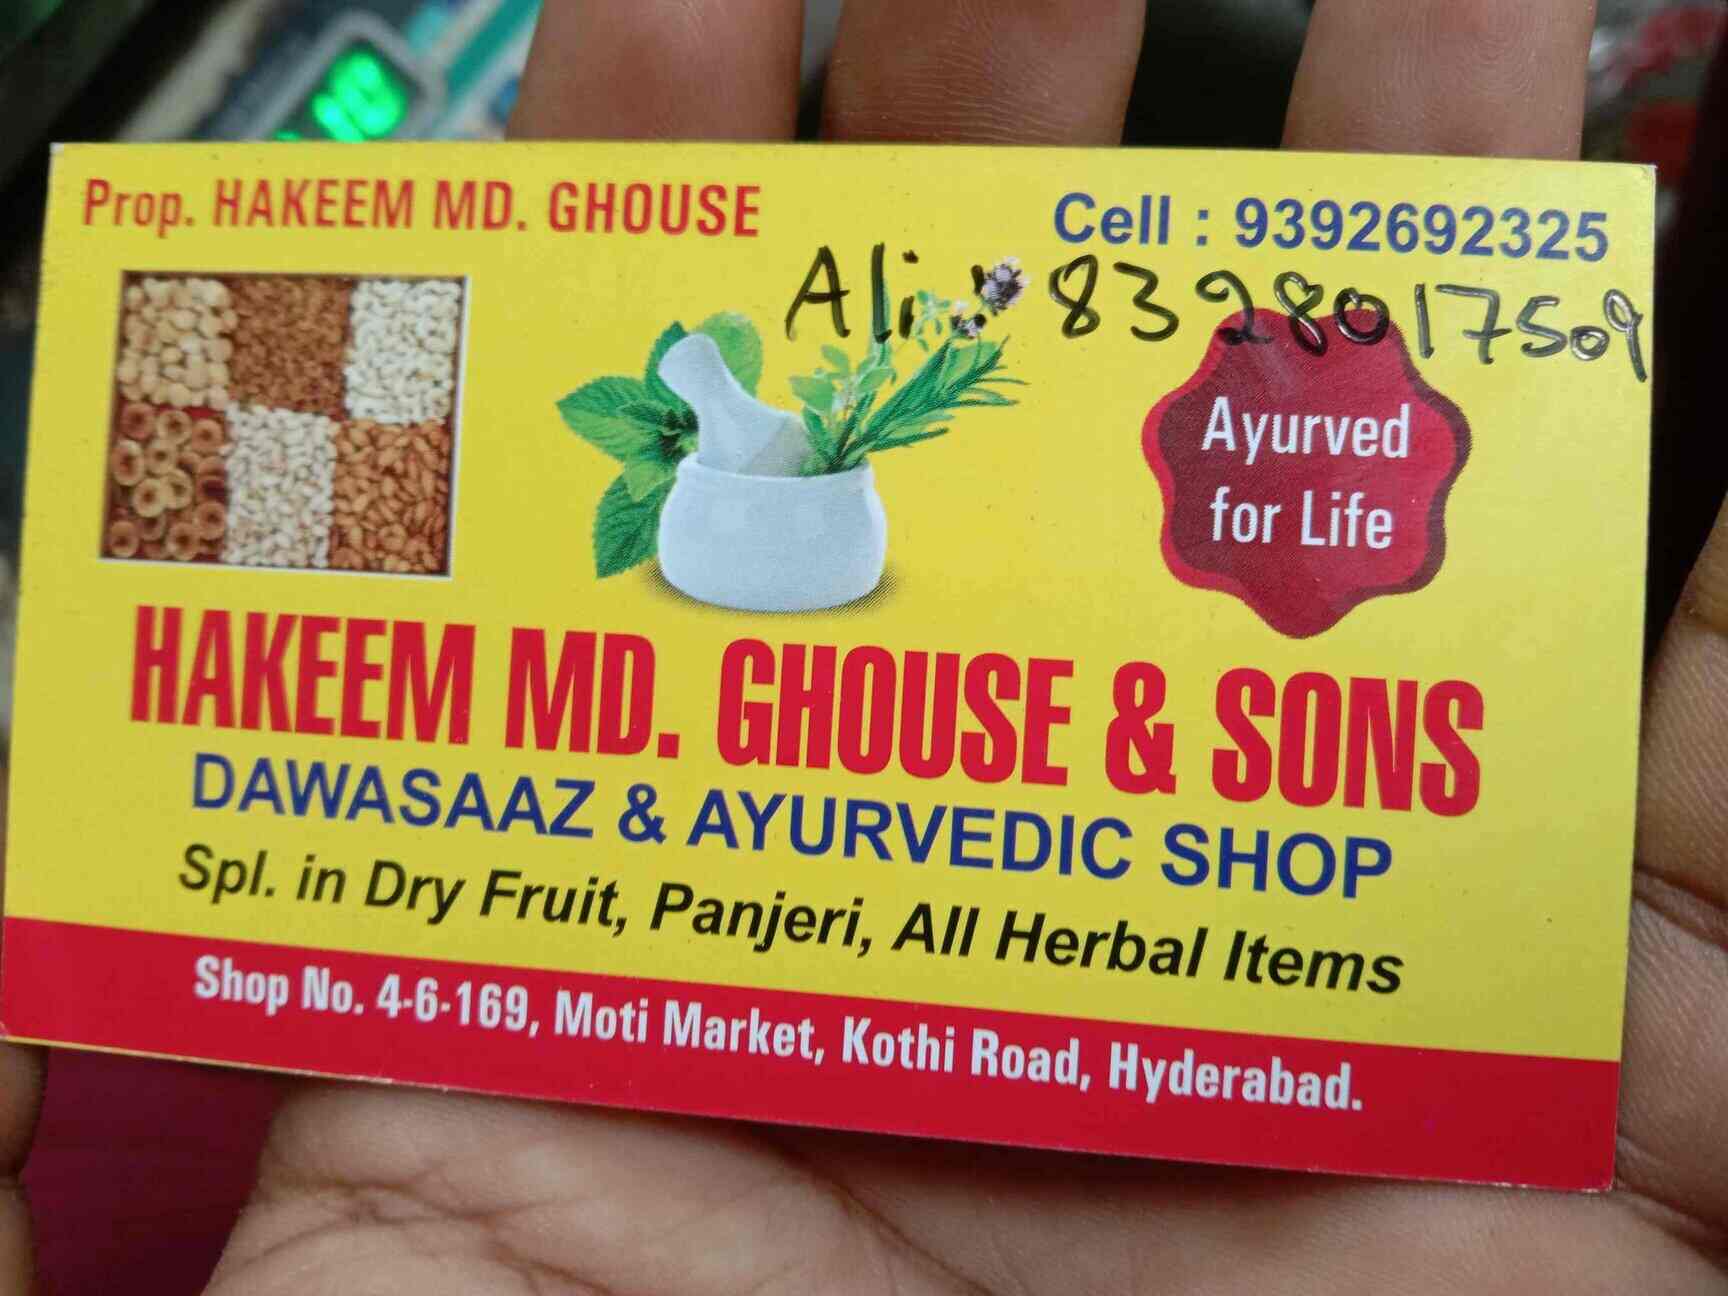 Prop. HAKEEM MD. GHOUSE
Cell : 9392692325
Ali : 8328017509
Ayurved
for Life
HAKEEM MD. GHOUSE & SONS
DAWASAAZ & AYURVEDIC SHOP
Spl. in Dry Fruit, Panjeri, All Herbal Items
Shop No. 4-6-169, Moti Market, Kothi Road, Hyderabad.